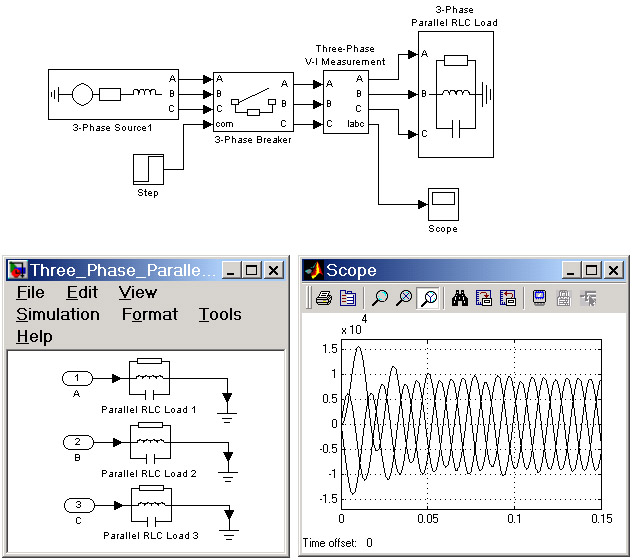 3-Phase
Parallel RLC Load
Three-Phase
V-I Measurement
A
B
C
A
B
C
3-Phase Source1
A
B
C
com
A
B
C
3-Phase Breaker
A
B
C
A
B
C
Iabc
A
B
C
Step
Scope
Three_Phase_Paralle...
File Edit View
Simulation Format Tools
Help
1
A
Parallel RLC Load 1
2
B
Parallel RLC Load 2
3
C
Parallel RLC Load 3
Scope
x 10
4
1.5
1
0.5
0
-0.5
-1
-1.5
0 0.05 0.1 0.15
Time offset: 0